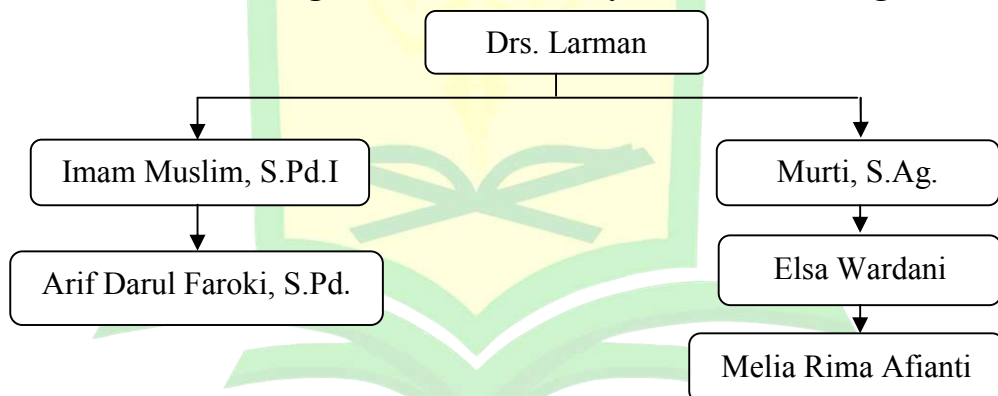 Drs. Larman
Imam Muslim, S.Pd.I
Murti, S.Ag.
Arif Darul Faroki, S.Pd.
Elsa Wardani
Melia Rima Afianti